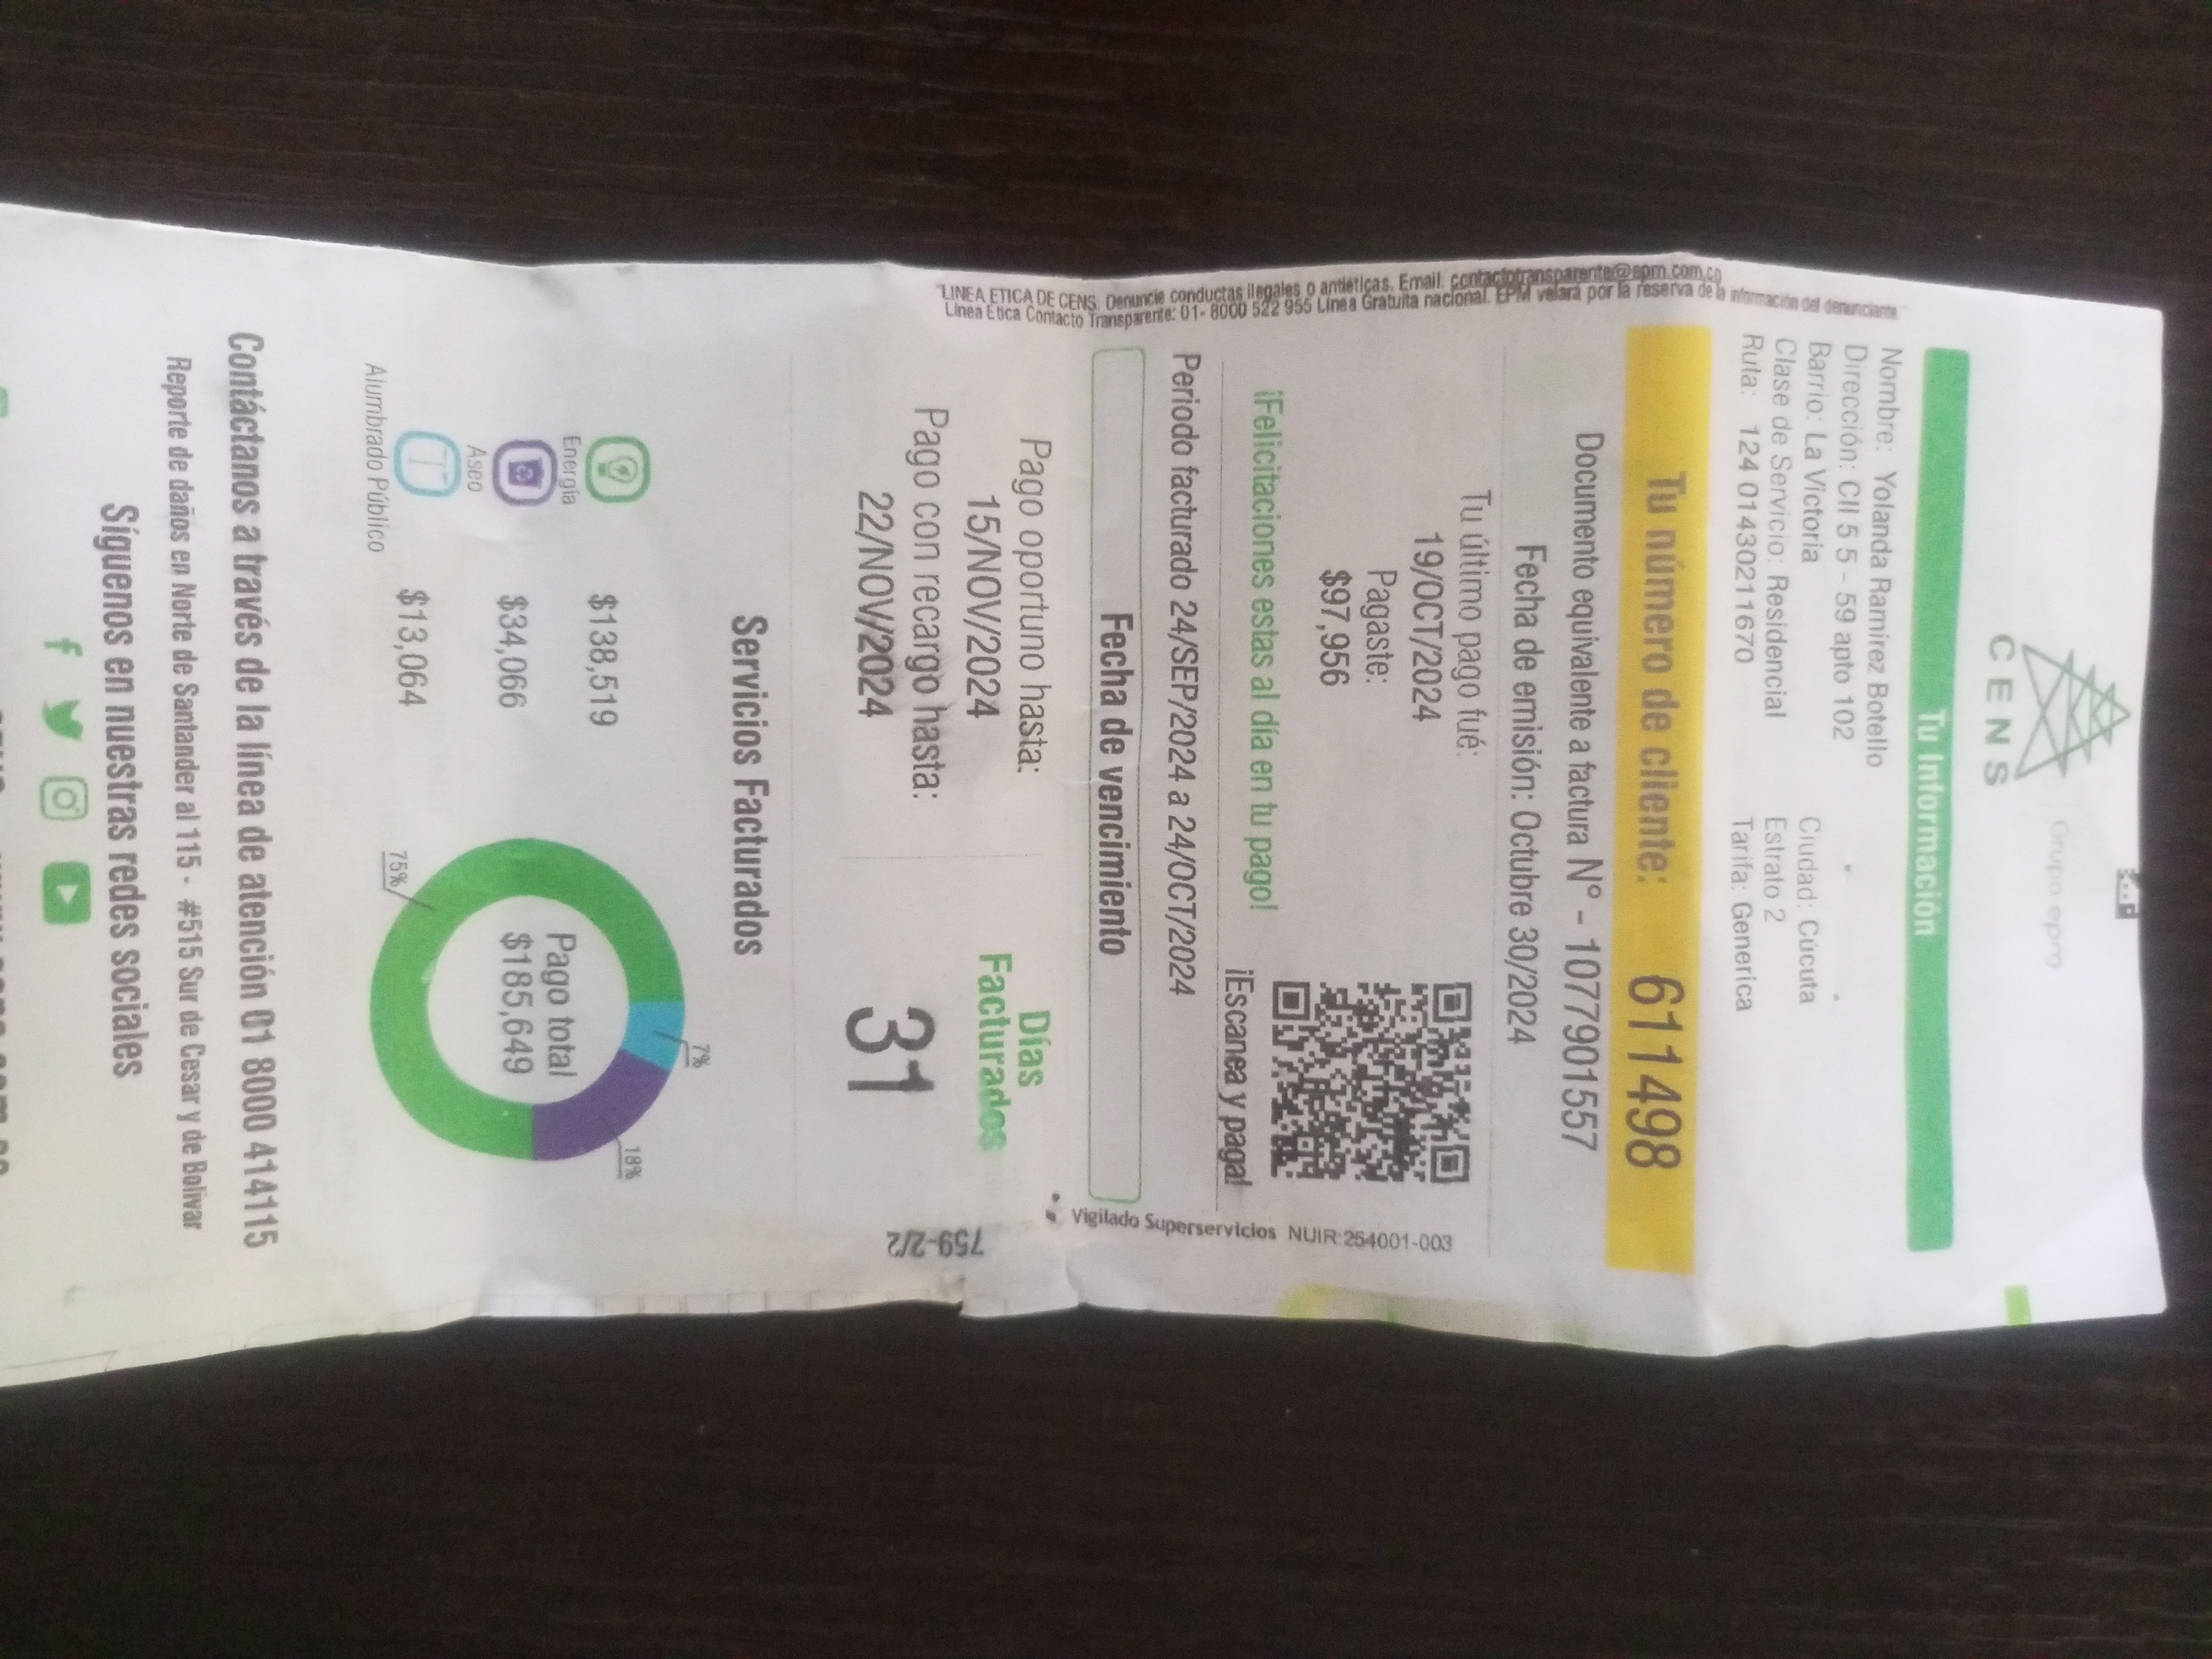 Grupo epm
CENS
Tu Información
Nombre: Yolanda Ramirez Botello
Dirección: Cll 5 5 - 59 apto 102
Barrio: La Victoria
Ciudad: Cúcuta
Clase de Servicio: Residencial
Estrato 2
Ruta: 124 01430211670
Tarifa: Generica
Tu número de cliente: 611498
Documento equivalente a factura N° - 1077901557
Fecha de emisión: Octubre 30/2024
Tu último pago fué:
19/OCT/2024
Pagaste:
$97,956
¡Felicitaciones estas al día en tu pago!
¡Escanea y paga!
Periodo facturado 24/SEP/2024 a 24/OCT/2024
Fecha de vencimiento
Pago oportuno hasta:
15/NOV/2024
Pago con recargo hasta:
22/NOV/2024
Días
Facturados
31
Servicios Facturados
Energía
$138,519
Aseo
$34,066
Alumbrado Público
$13,064
7%
18%
75%
Pago total
$185,649
Contáctanos a través de la línea de atención 01 8000 414115
Reporte de daños en Norte de Santander al 115 - #515 Sur de Cesar y de Bolivar
Síguenos en nuestras redes sociales
"LINEA ETICA DE CENS. Denuncie conductas ilegales o antiéticas. Email: contactotransparente@epm.com.co
Linea Etica Contacto Transparente: 01- 8000 522 955 Línea Gratuita nacional. EPM velará por la reserva de la información del denunciante."
Vigilado Superservicios NUIR:254001-003
759-2/2